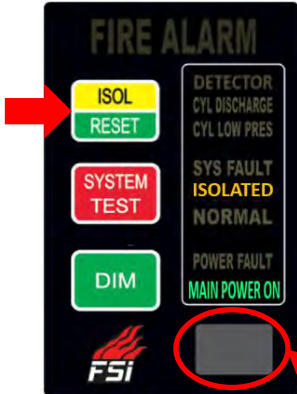 FIRE ALARM
ISOL
RESET
SYSTEM
TEST
DIM
FSi
DETECTOR
CYL DISCHARGE
CYL LOW PRES
SYS FAULT
ISOLATED
NORMAL
POWER FAULT
MAIN POWER ON